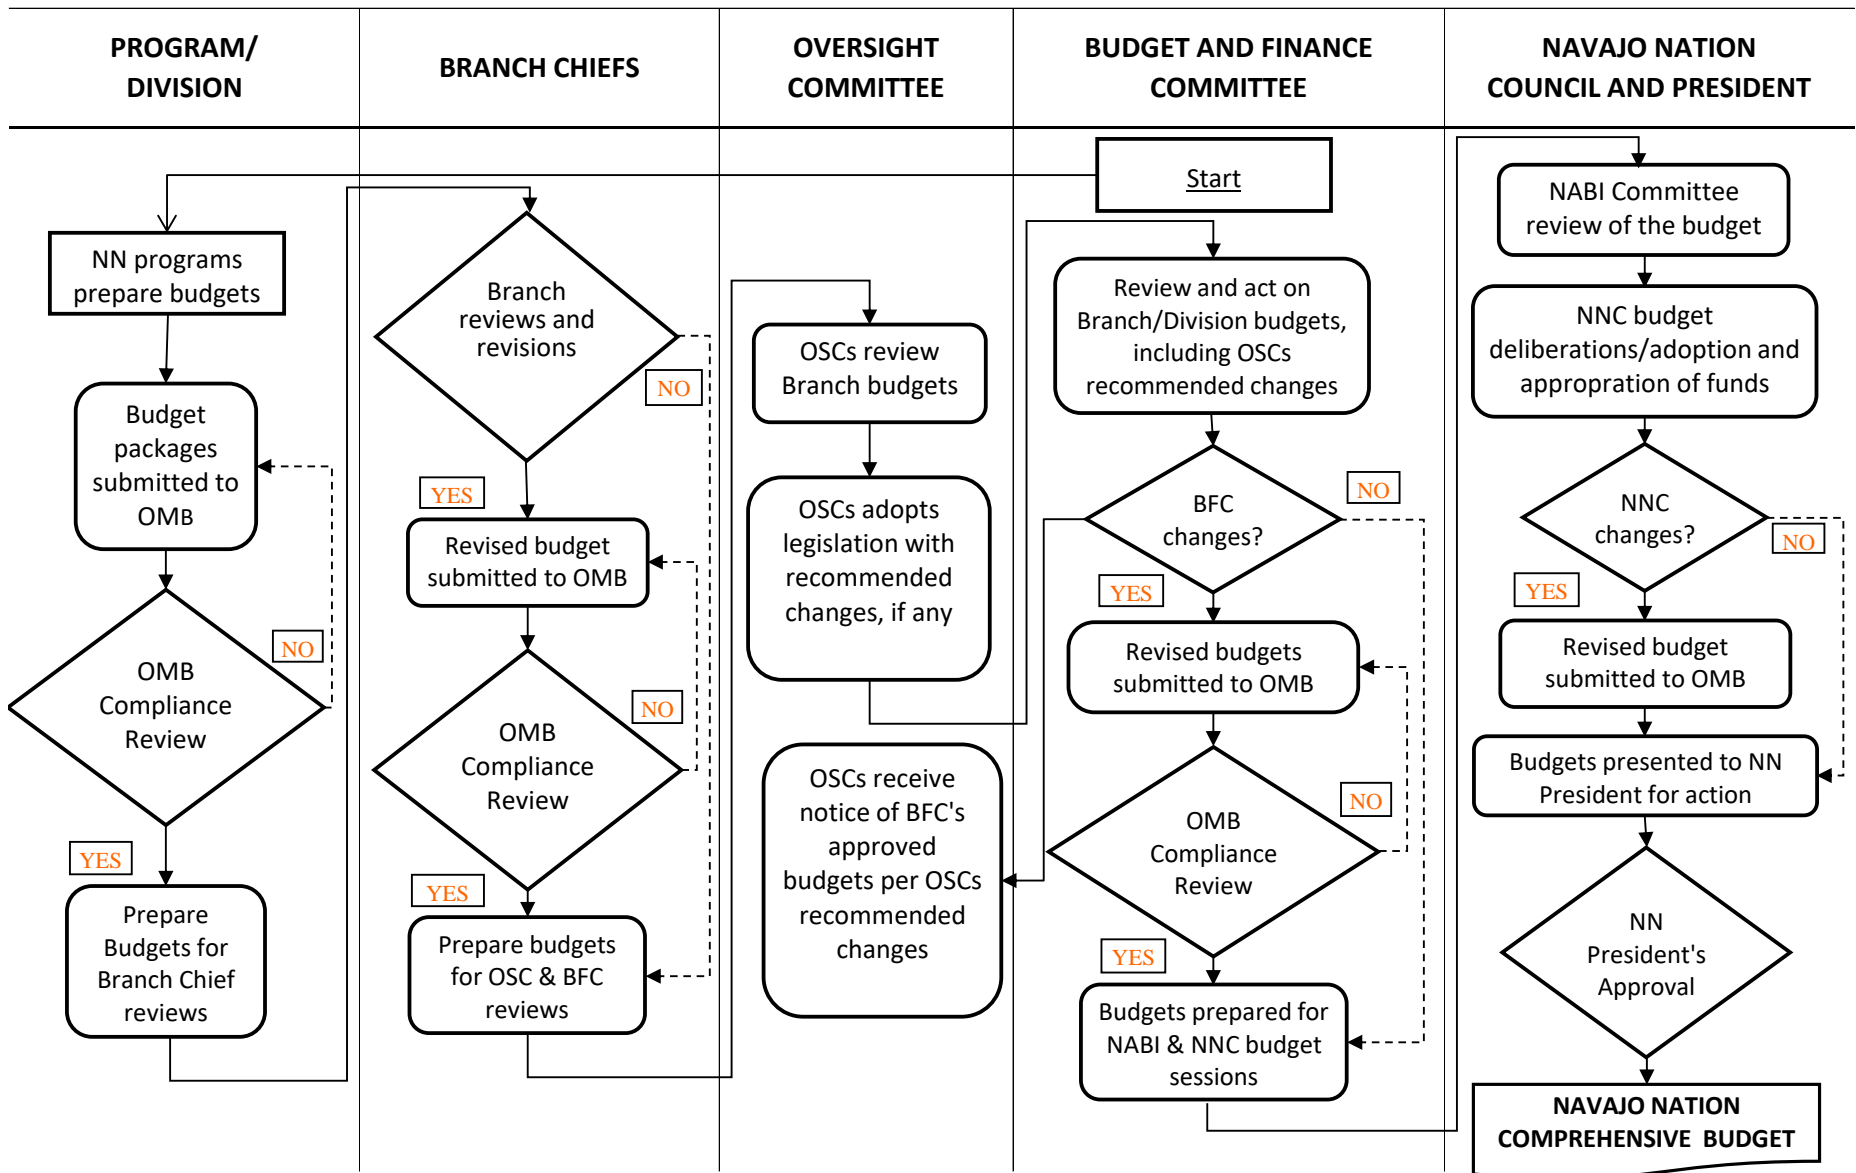 PROGRAM/
DIVISION
BRANCH CHIEFS
OVERSIGHT
COMMITTEE
BUDGET AND FINANCE
COMMITTEE
NAVAJO NATION
COUNCIL AND PRESIDENT
NN programs
prepare budgets
Budget
packages
submitted to
OMB
NO
OMB
Compliance
Review
YES
Prepare
Budgets for
Branch Chief
reviews
Branch
reviews and
revisions
NO
YES
Revised budget
submitted to OMB
NO
OMB
Compliance
Review
YES
Prepare budgets
for OSC & BFC
reviews
OSCs review
Branch budgets
OSCs adopts
legislation with
recommended
changes, if any
OSCs receive
notice of BFC's
approved
budgets per OSCs
recommended
changes
Start
Review and act on
Branch/Division budgets,
including OSCs
recommended changes
NO
BFC
changes?
YES
Revised budgets
submitted to OMB
NO
OMB
Compliance
Review
YES
Budgets prepared for
NABI & NNC budget
sessions
NABI Committee
review of the budget
NNC budget
deliberations/adoption and
appropration of funds
NNC
changes?
NO
YES
Revised budget
submitted to OMB
Budgets presented to NN
President for action
NN
President's
Approval
NAVAJO NATION
COMPREHENSIVE BUDGET